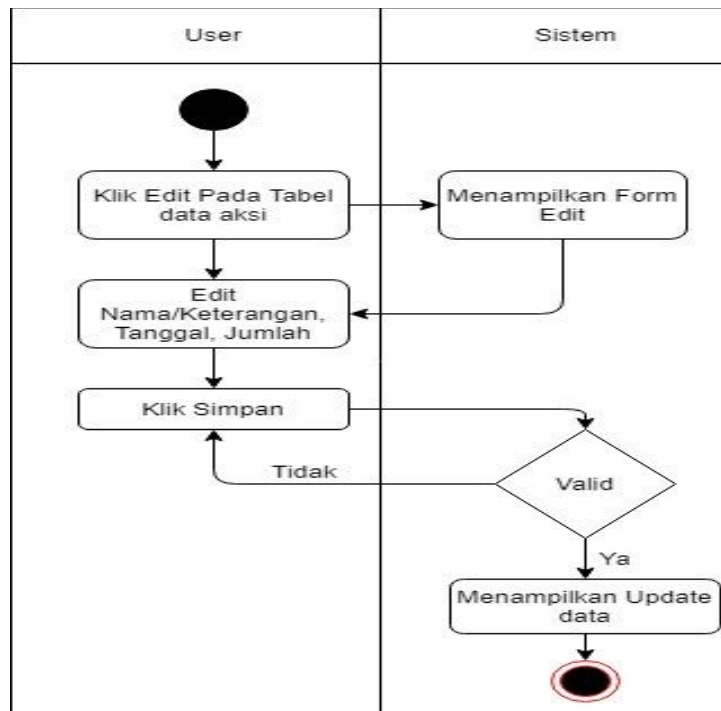 User
Sistem
Klik Edit Pada Tabel
data aksi
Menampilkan Form
Edit
Edit
Nama/Keterangan,
Tanggal, Jumlah
Klik Simpan
Tidak
Valid
Ya
Menampilkan Update
data